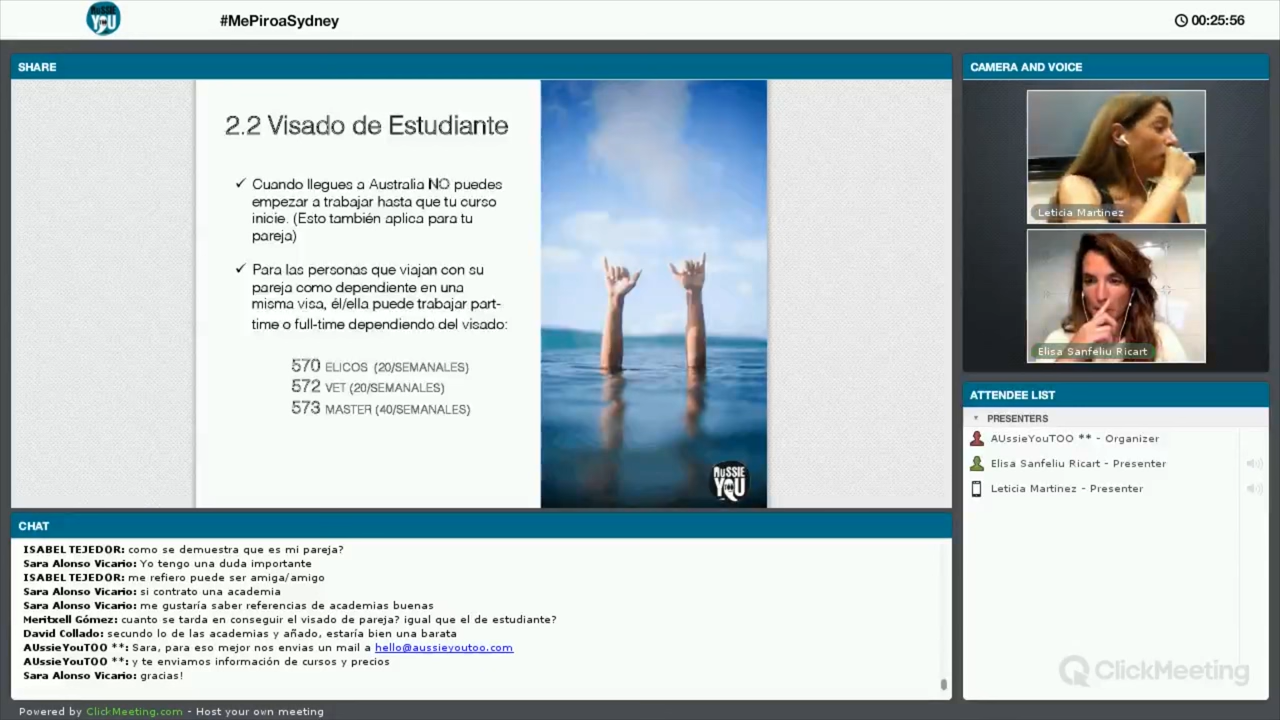 AUSSIE
YOU
TOO
#MePiroaSydney
00:25:56
SHARE
2.2 Visado de Estudiante
✓ Cuando llegues a Australia NO puedes
empezar a trabajar hasta que tu curso
inicie. (Esto también aplica para tu
pareja)
✓ Para las personas que viajan con su
pareja como dependiente en una
misma visa, él/ella puede trabajar part-
time o full-time dependiendo del visado:
570 ELICOS (20/SEMANALES)
572 VET (20/SEMANALES)
573 MASTER (40/SEMANALES)
AUSSIE
YOU
TOO
CAMERA AND VOICE
Leticia Martinez
Elisa Sanfeliu Ricart
ATTENDEE LIST
PRESENTERS
AUssieYouTOO ** - Organizer
Elisa Sanfeliu Ricart - Presenter
Leticia Martinez - Presenter
ClickMeeting
CHAT
ISABEL TEJEDOR: como se demuestra que es mi pareja?
Sara Alonso Vicario: Yo tengo una duda importante
ISABEL TEJEDOR: me refiero puede ser amiga/amigo
Sara Alonso Vicario: si contrato una academia
Sara Alonso Vicario: me gustaría saber referencias de academias buenas
Meritxell Gómez: cuanto se tarda en conseguir el visado de pareja? igual que el de estudiante?
David Collado: secundo lo de las academias y añado, estaría bien una barata
AUssieYouTOO **: Sara, para eso mejor nos envias un mail a hello@aussieyoutoo.com
AUssieYouTOO **: y te enviamos información de cursos y precios
Sara Alonso Vicario: gracias!
Powered by ClickMeeting.com - Host your own meeting